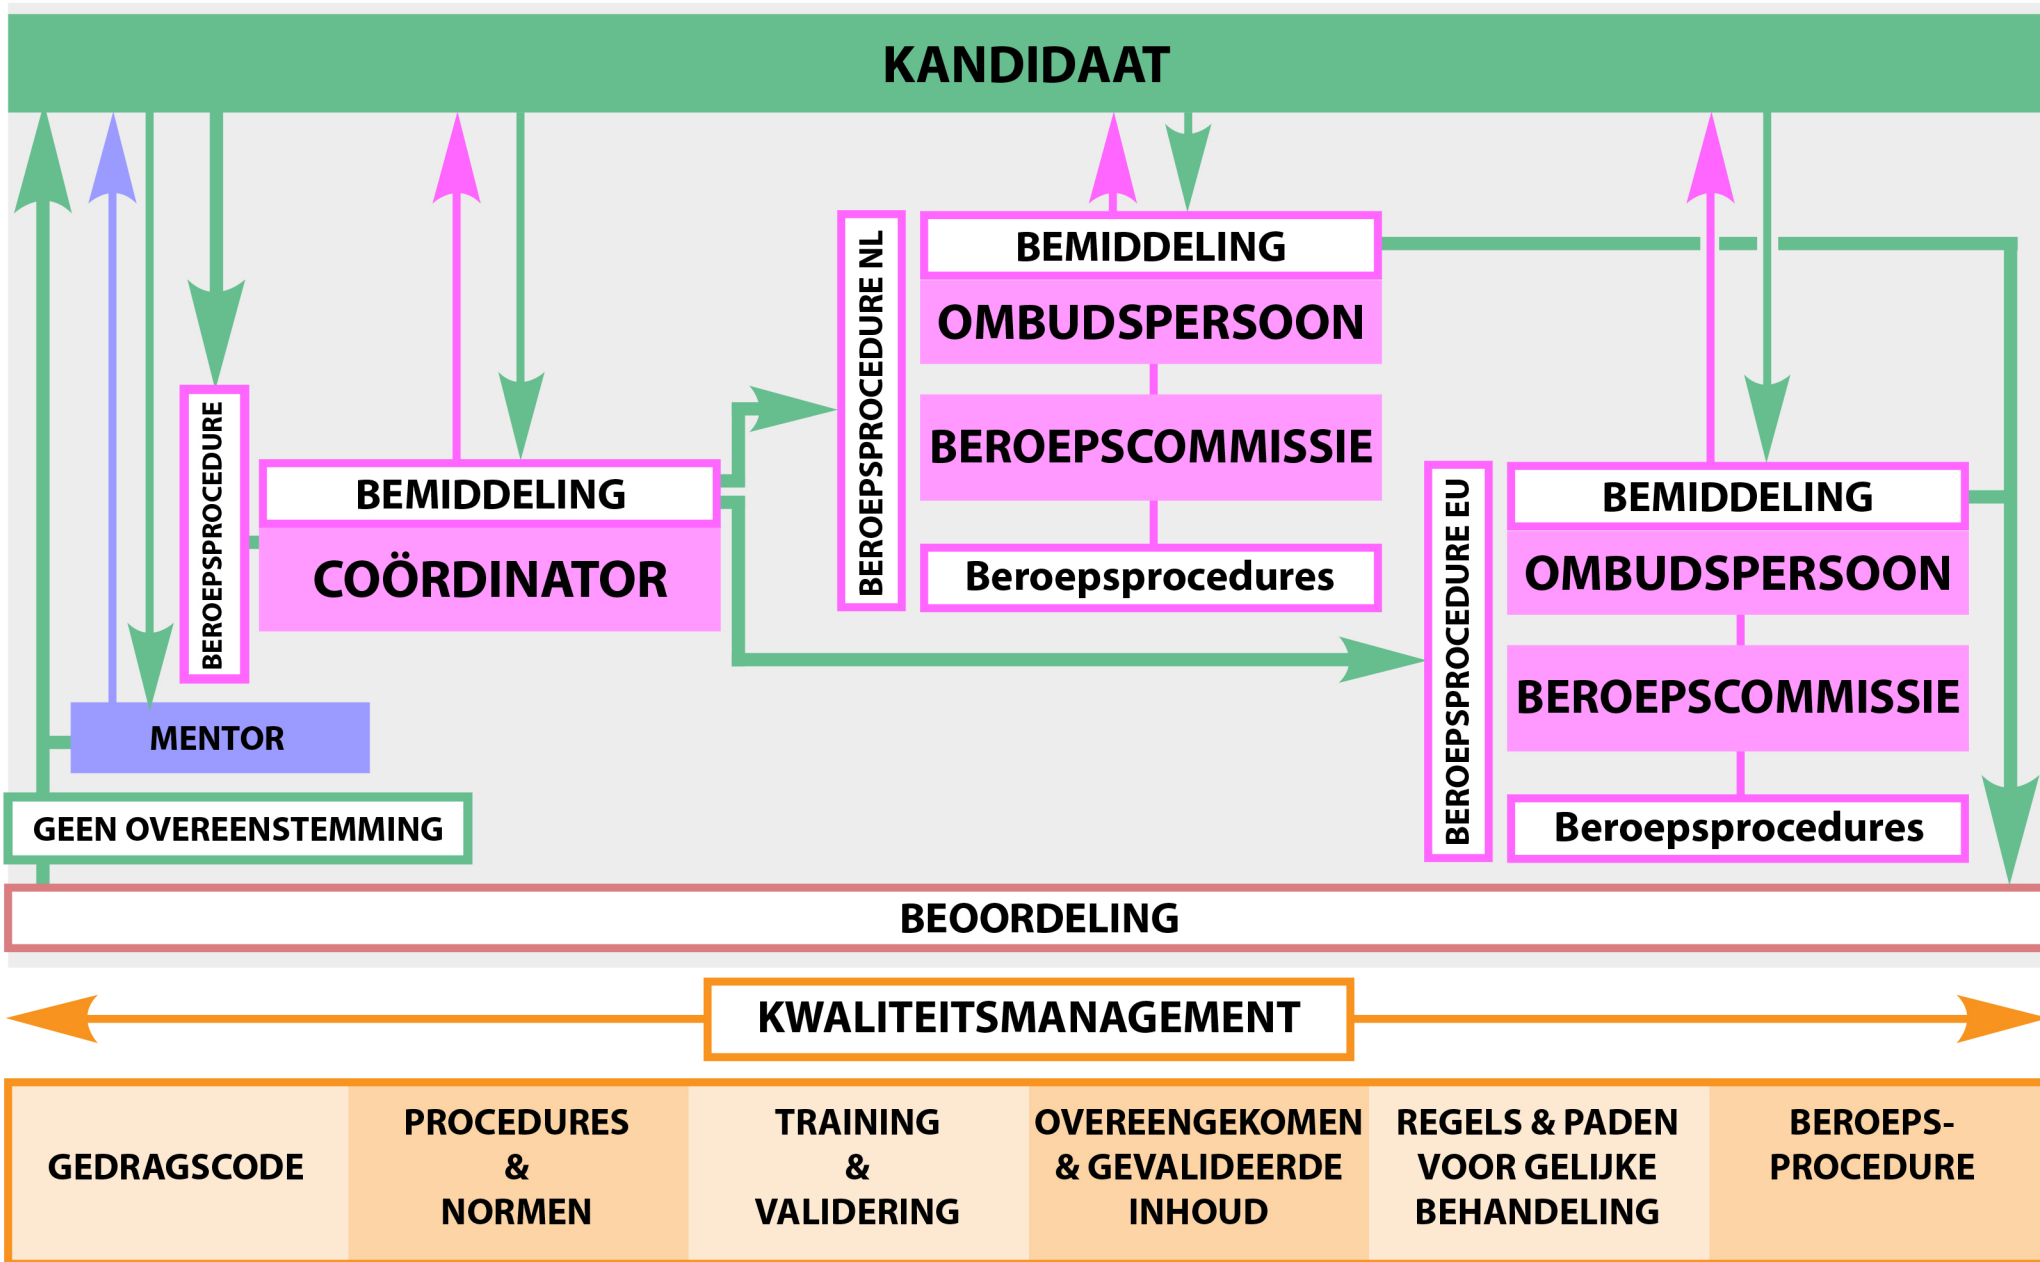 KANDIDAAT
BEROEPSPROCEDURE
BEMIDDELING
COÖRDINATOR
MENTOR
GEEN OVEREENSTEMMING
BEROEPSPROCEDURE NL
BEMIDDELING
OMBUDSPERSOON
BEROEPSCOMMISSIE
Beroepsprocedures
BEROEPSPROCEDURE EU
BEMIDDELING
OMBUDSPERSOON
BEROEPSCOMMISSIE
Beroepsprocedures
BEOORDELING
KWALITEITSMANAGEMENT
GEDRAGSCODE
PROCEDURES
&
NORMEN
TRAINING
&
VALIDERING
OVEREENGEKOMEN
& GEVALIDEERDE
INHOUD
REGELS & PADEN
VOOR GELIJKE
BEHANDELING
BEROEPS-
PROCEDURE